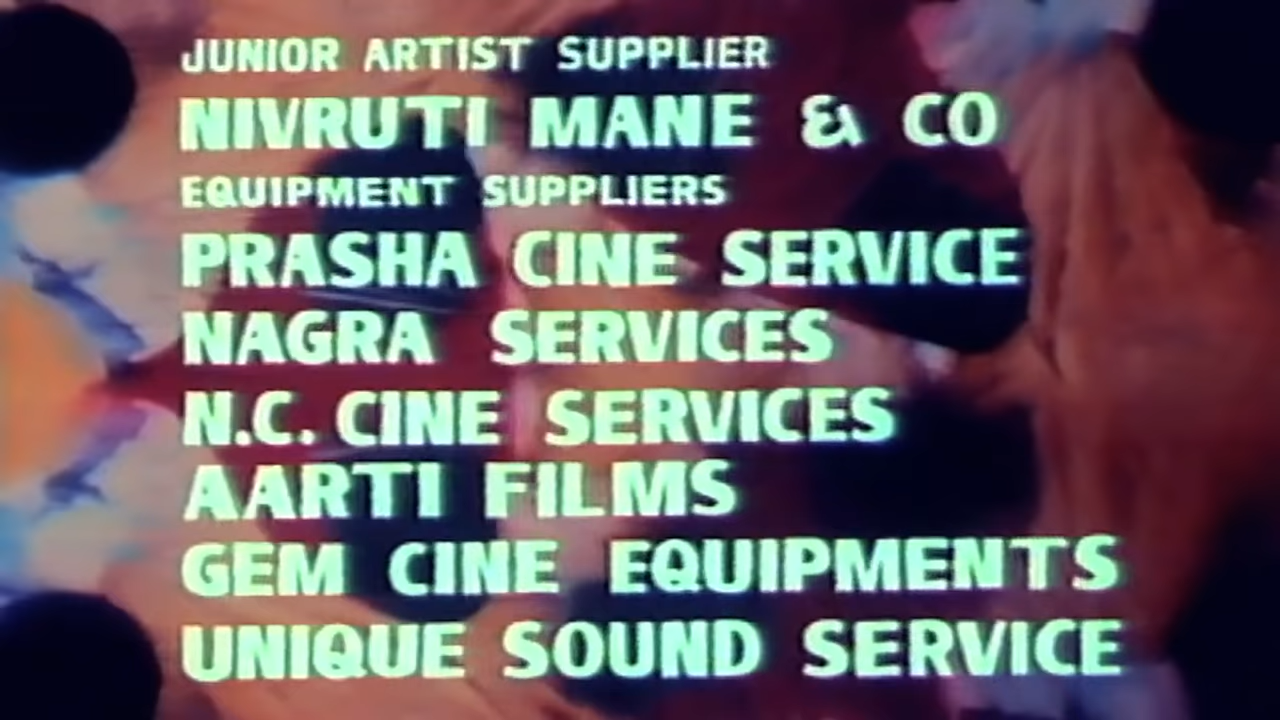 JUNIOR ARTIST SUPPLIER
NIVRUTI MANE & CO
EQUIPMENT SUPPLIERS
PRASHA CINE SERVICE
NAGRA SERVICES
N.C. CINE SERVICES
AARTI FILMS
GEM CINE EQUIPMENTS
UNIQUE SOUND SERVICE